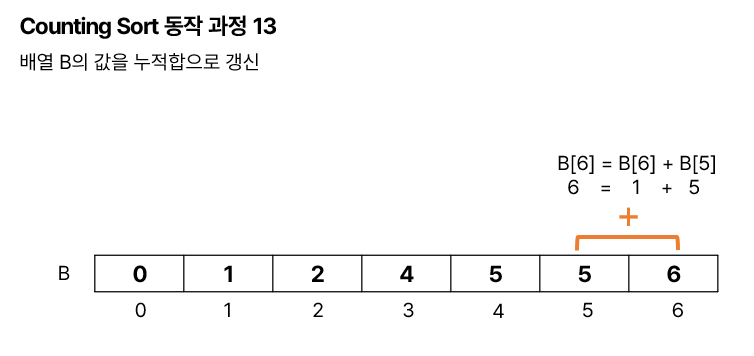 Counting Sort 동작 과정 13
배열 B의 값을 누적합으로 갱신
B[6] = B[6] + B[5]
6 = 1 + 5
+
B 0 1 2 4 5 5 6
0 1 2 3 4 5 6